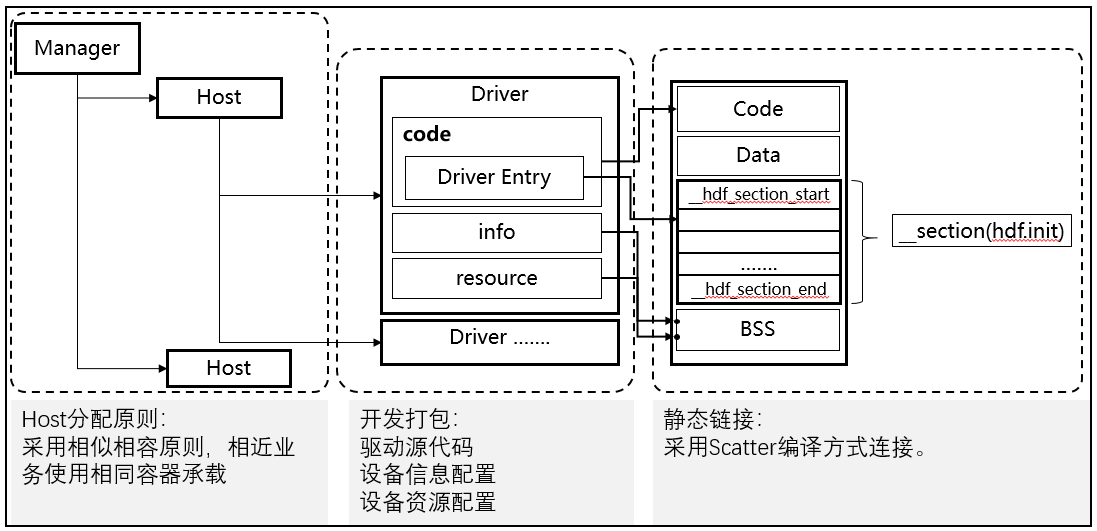 Manager
Host
Host
Driver
code
Driver Entry
info
resource
Driver .......
Code
Data
__hdf_section_start
.......
__hdf_section_end
BSS
__section(hdf.init)
Host分配原则：
采用相似相容原则，相近业
务使用相同容器承载
开发打包：
驱动源代码
设备信息配置
设备资源配置
静态链接：
采用Scatter编译方式连接。